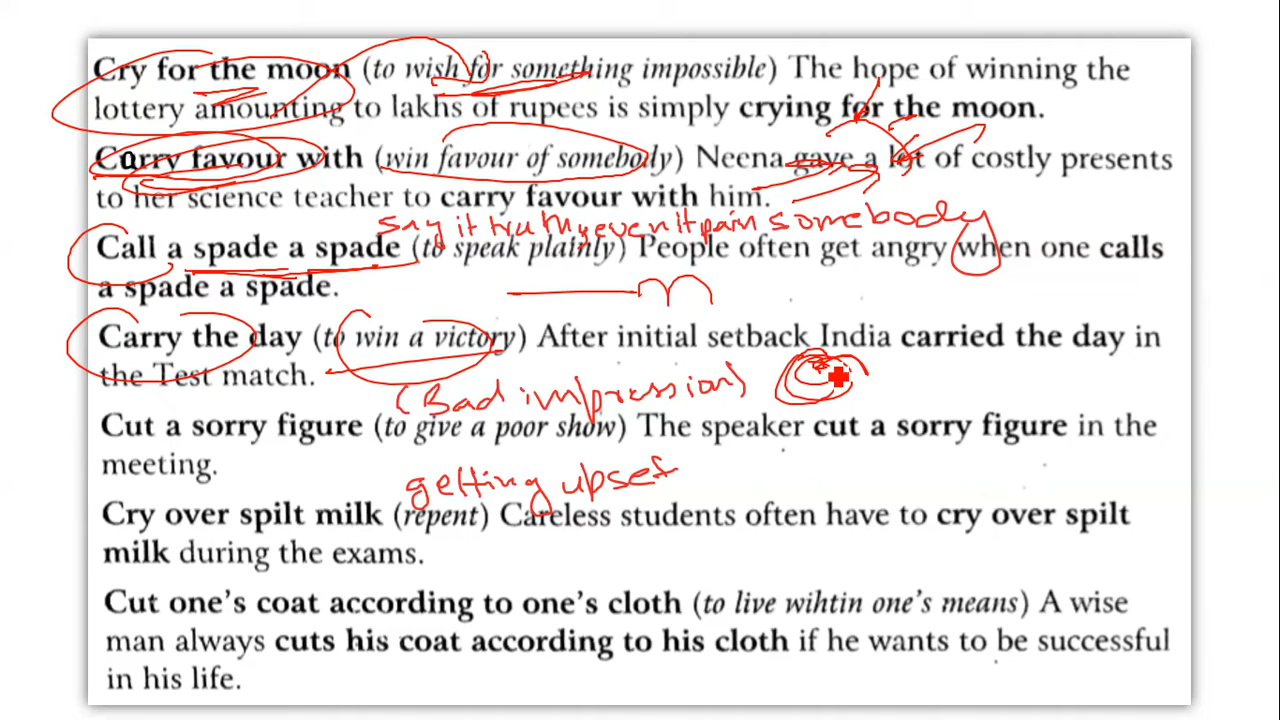 Cry for the moon (to wish for something impossible) The hope of winning the
lottery amounting to lakhs of rupees is simply crying for the moon.
Carry favour with (win favour of somebody) Neena gave a lot of costly presents
to her science teacher to carry favour with him.
say it truthy even it pain somebody
Call a spade a spade (to speak plainly) People often get angry when one calls
a spade a spade.
Carry the day (to win a victory) After initial setback India carried the day in
the Test match.
(Bad impression)
Cut a sorry figure (to give a poor show) The speaker cut a sorry figure in the
meeting.
getting upset
Cry over spilt milk (repent) Careless students often have to cry over spilt
milk during the exams.
Cut one's coat according to one's cloth (to live wihtin one's means) A wise
man always cuts his coat according to his cloth if he wants to be successful
in his life.